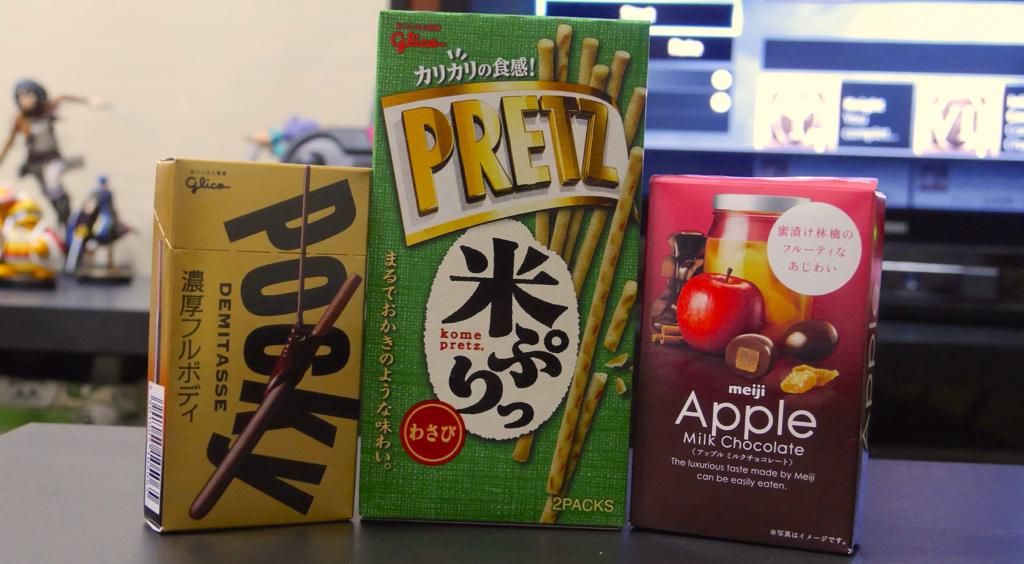 glico
POCKY
DEMITASSE
濃厚フルボディ
glico
カリカリの食感!
PRETZ
米ぷりっ
kome
pretz.
まるでおかきのような味わい。
わさび
2PACKS
蜜漬け林檎の
フルーティな
あじわい
meiji
Apple
Milk Chocolate
〈アップル ミルクチョコレート〉
The luxurious taste made by Meiji
can be easily eaten.
※写真はイメージです。
Apple